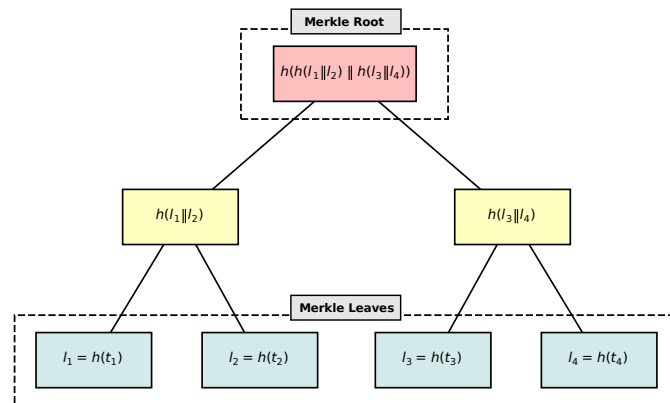 Merkle Root
h(h(l₁‖l₂) ‖ h(l₃‖l₄))
h(l₁‖l₂)
h(l₃‖l₄)
Merkle Leaves
l₁ = h(t₁)
l₂ = h(t₂)
l₃ = h(t₃)
l₄ = h(t₄)